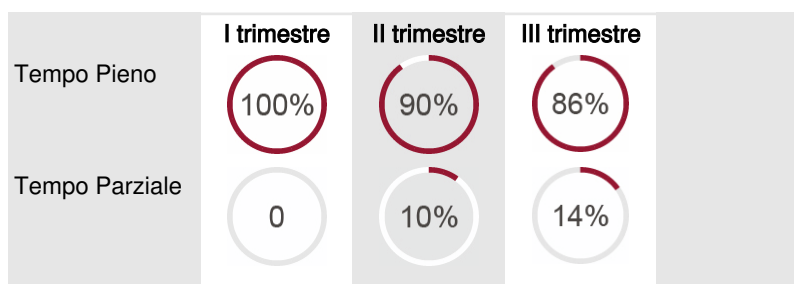 I trimestre II trimestre III trimestre
Tempo Pieno 100% 90% 86%
Tempo Parziale 0 10% 14%